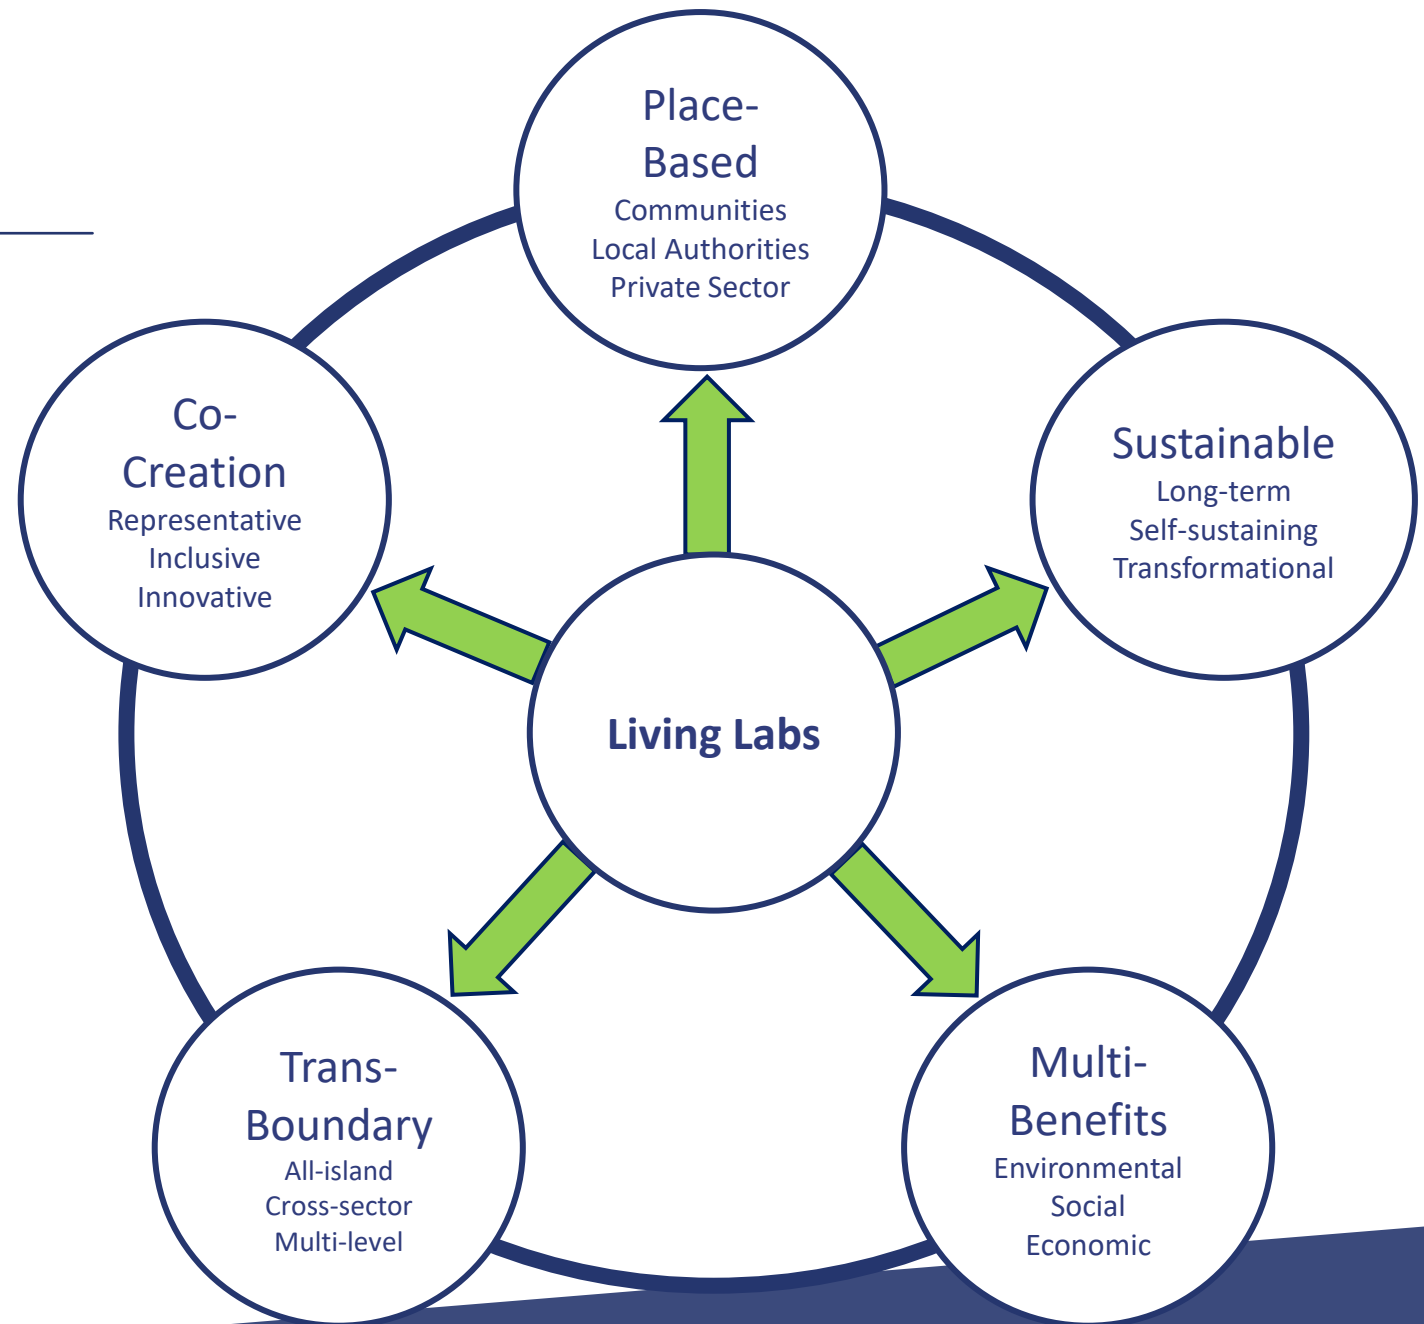 Place-
Based
Communities
Local Authorities
Private Sector
Co-
Creation
Representative
Inclusive
Innovative
Sustainable
Long-term
Self-sustaining
Transformational
Living Labs
Trans-
Boundary
All-island
Cross-sector
Multi-level
Multi-
Benefits
Environmental
Social
Economic